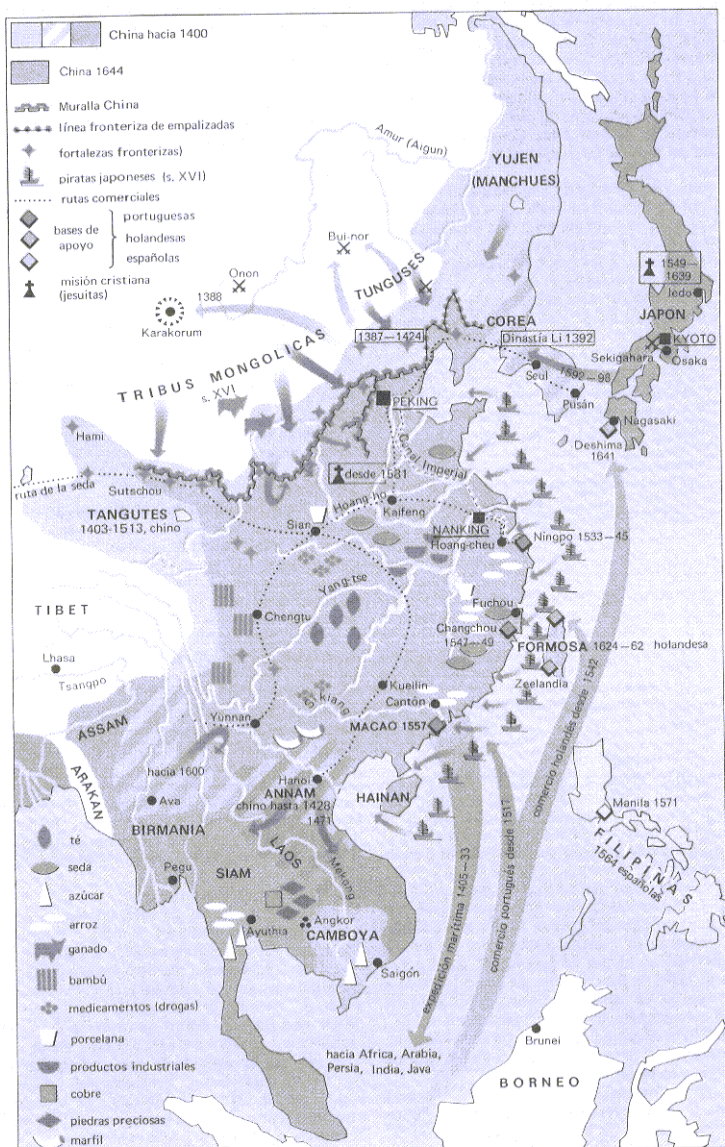 China hacia 1400
China 1644
Muralla China
línea fronteriza de empalizadas
fortalezas fronterizas)
piratas japoneses (s. XVI)
rutas comerciales
bases de
apoyo
portuguesas
holandesas
españolas
misión cristiana
(jesuitas)
Amur (Aigun)
YUJEN
(MANCHUES)
Bui-nor
Onon
TUNGUSES
1388
Karakorum
1549—
1639
Iedo
JAPON
KYOTO
Osaka
Sekigahara
COREA
1387—1424
Dinastía Li 1392
1592—98
Seul
Pusán
Nagasaki
Deshima
1641
TRIBUS MONGOLICAS
s. XVI
PEKING
Hami
desde 1581
Canal Imperial
ruta de la seda
Sutschou
Hoang-ho
Kaifeng
TANGUTES
1403-1513, chino
Sian
NANKING
Hoang-cheu
Ningpo 1533—45
Yang-tse
TIBET
Chengtu
Fuchou
Changchou
1547—49
FORMOSA 1624—62 holandesa
Lhasa
Tsangpo
Zeelandia
Kueilin
Si Kiang
Cantón
ASSAM
Yünnan
MACAO 1557
ARAKAN
hacia 1600
Hanoi
ANNAM
chino hasta 1428
1471
HAINAN
Ava
BIRMANIA
LAOS
Mekong
Manila 1571
FILIPINAS
1564 españolas
SIAM
Pegu
Angkor
CAMBOYA
Ayuthia
Saigón
expedición marítima 1405—33
comercio portugués desde 1517
comercio holandés desde 1542
hacia Africa, Arabia,
Persia, India, Java
Brunei
BORNEO
té
seda
azúcar
arroz
ganado
bambú
medicamentos (drogas)
porcelana
productos industriales
cobre
piedras preciosas
marfil